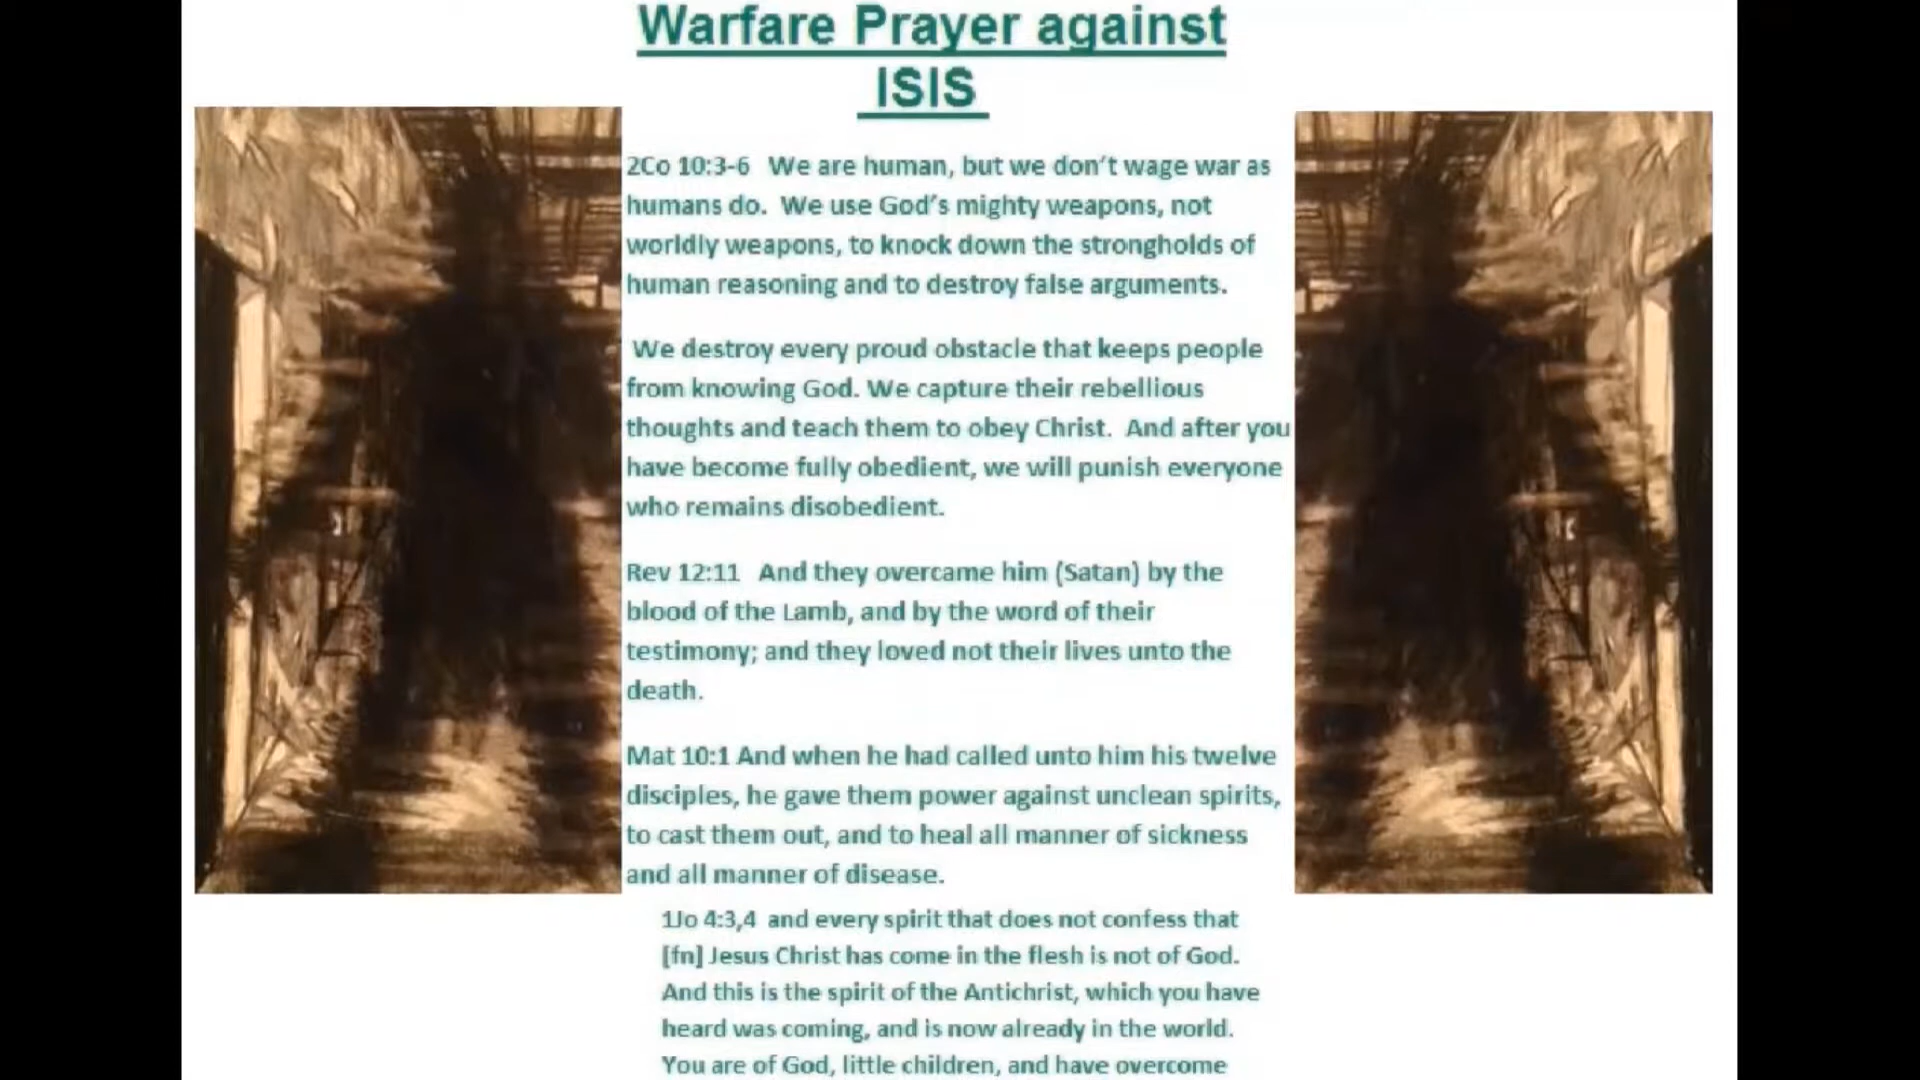 Warfare Prayer against
ISIS
2Co 10:3-6 We are human, but we don't wage war as
humans do. We use God's mighty weapons, not
worldly weapons, to knock down the strongholds of
human reasoning and to destroy false arguments.
We destroy every proud obstacle that keeps people
from knowing God. We capture their rebellious
thoughts and teach them to obey Christ. And after you
have become fully obedient, we will punish everyone
who remains disobedient.
Rev 12:11 And they overcame him (Satan) by the
blood of the Lamb, and by the word of their
testimony; and they loved not their lives unto the
death.
Mat 10:1 And when he had called unto him his twelve
disciples, he gave them power against unclean spirits,
to cast them out, and to heal all manner of sickness
and all manner of disease.
1Jo 4:3,4 and every spirit that does not confess that
[fn] Jesus Christ has come in the flesh is not of God.
And this is the spirit of the Antichrist, which you have
heard was coming, and is now already in the world.
You are of God, little children, and have overcome